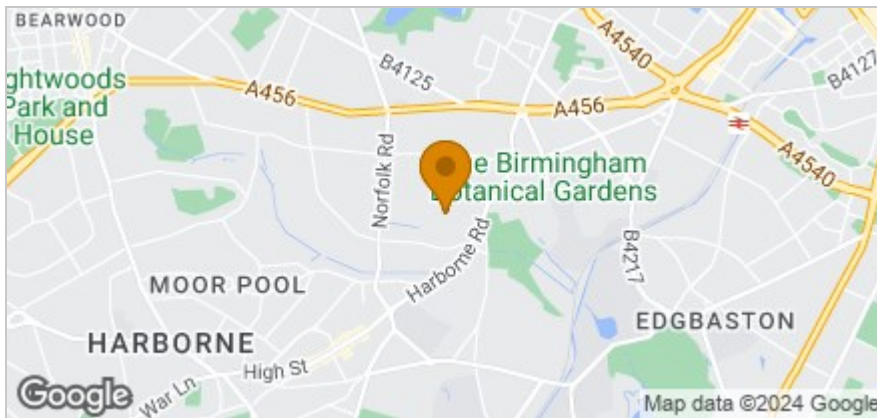 BEARWOOD
B4125
A4540
B4127
A456
ghtwoods
Park and
House
A456
Norfolk Rd
e Birmingham
otanical Gardens
A4540
Harborne Rd
B4217
MOOR POOL
EDGBASTON
HARBORNE
High St
War Ln
Google
Map data ©2024 Google